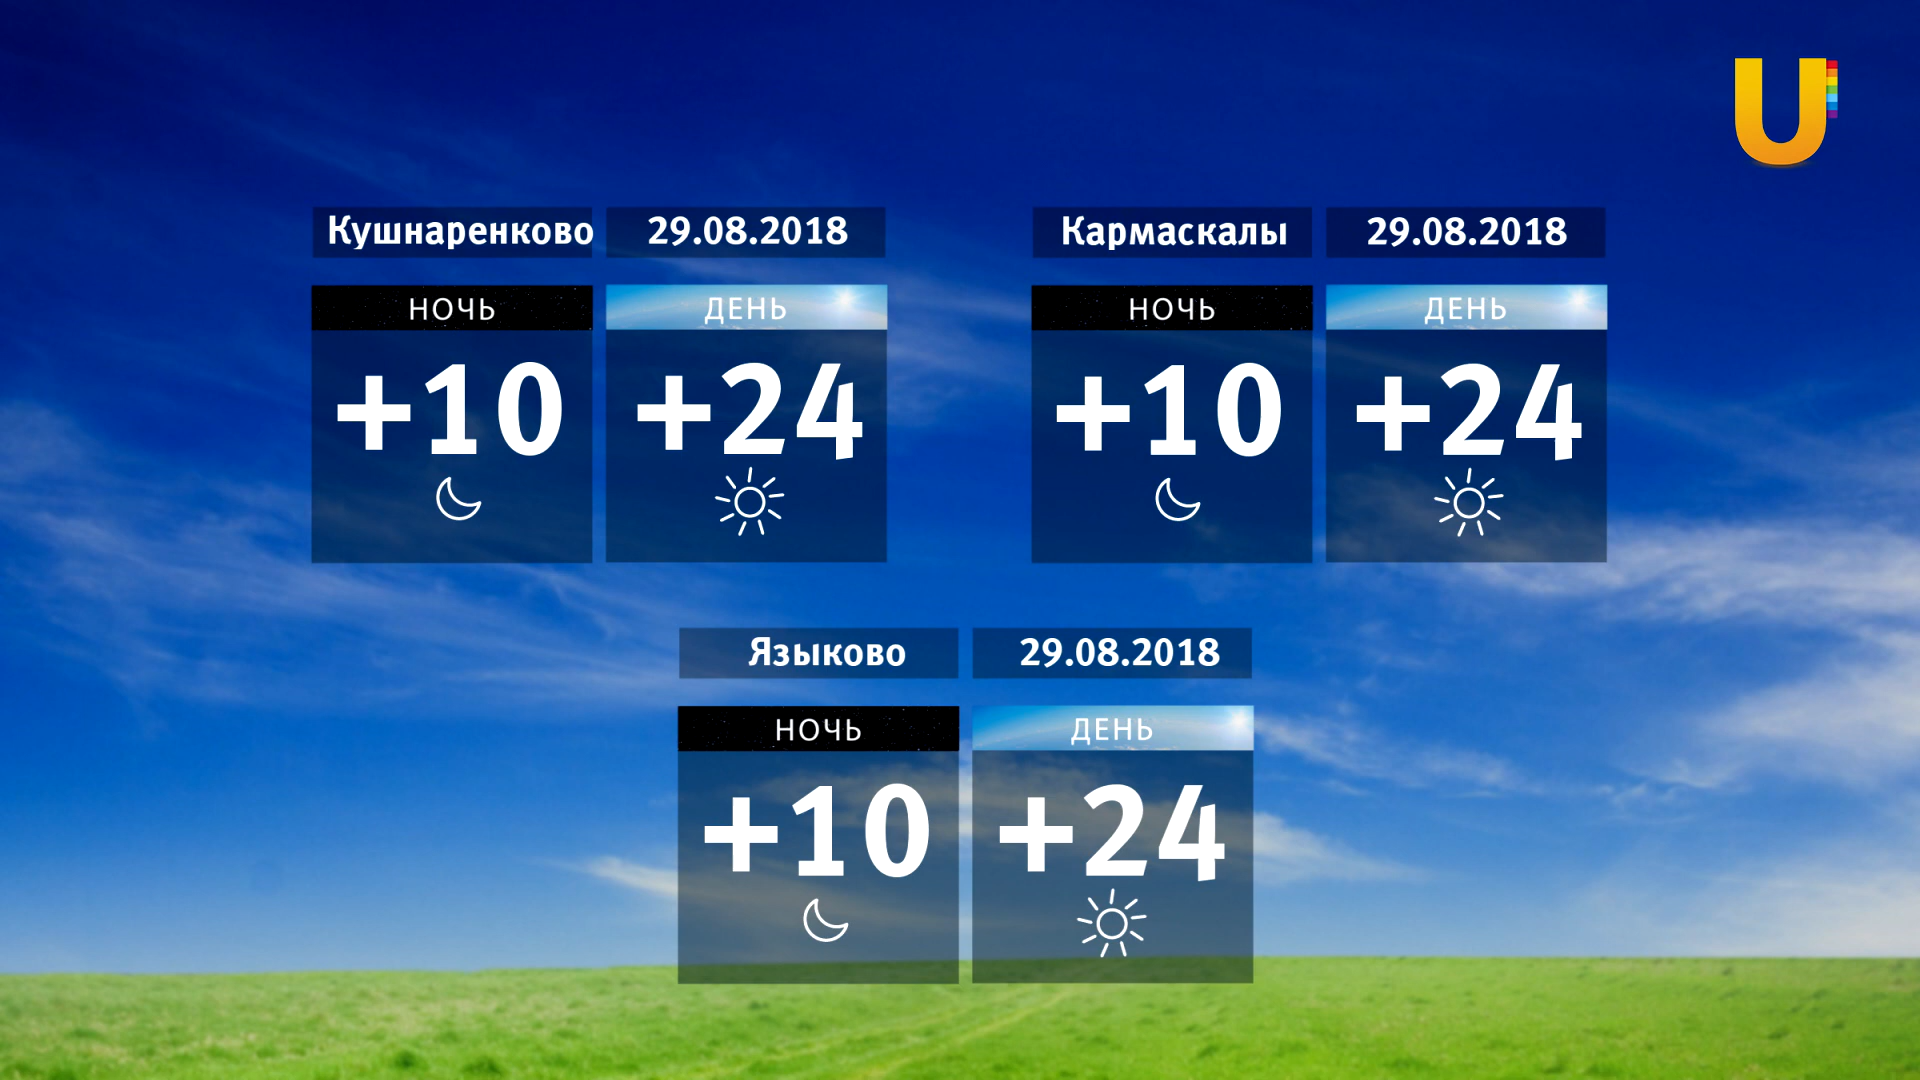 U
Кушнаренково 29.08.2018
НОЧЬ ДЕНЬ
+10 +24
Кармаскалы 29.08.2018
НОЧЬ ДЕНЬ
+10 +24
Языково 29.08.2018
НОЧЬ ДЕНЬ
+10 +24